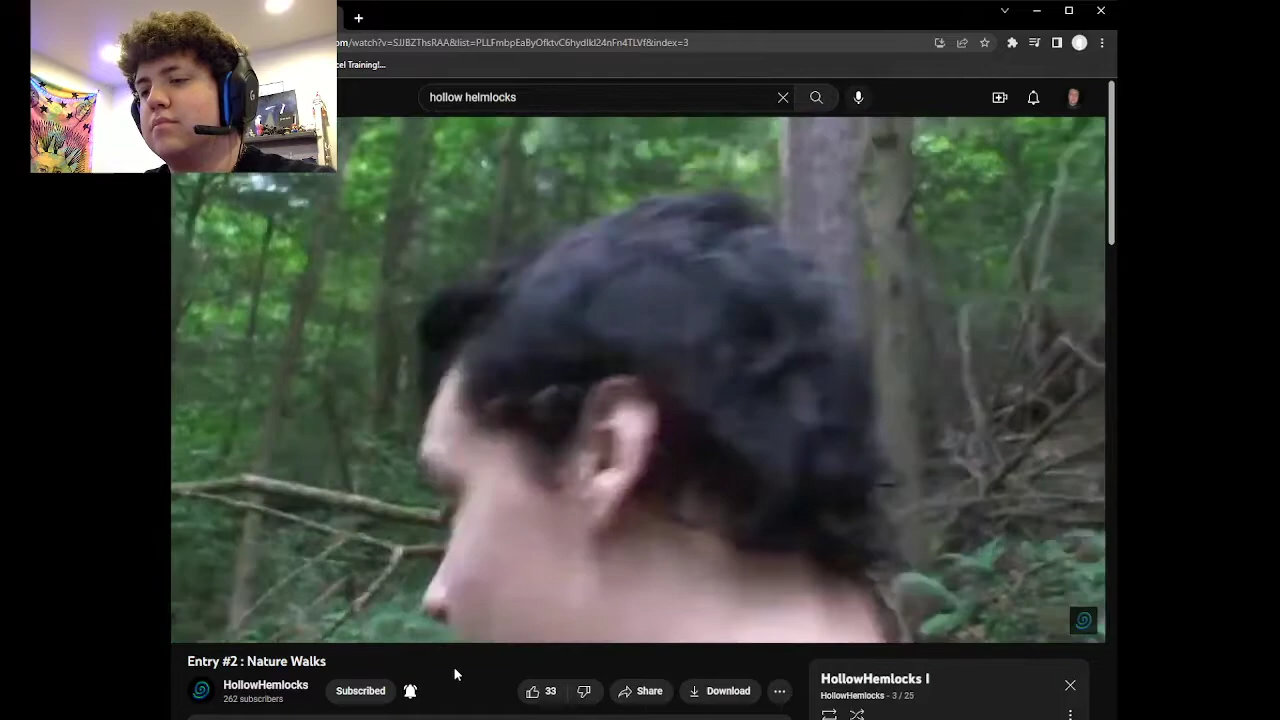 om/watch?v=SJJBZThsRAA&list=PLLFmbpEaByOfktvC6hydlkl24nFn4TLVf&index=3
cel Training!...
hollow helmlocks
Entry #2 : Nature Walks
HollowHemlocks
262 subscribers
Subscribed
33
Share
Download
HollowHemlocks I
HollowHemlocks - 3 / 25